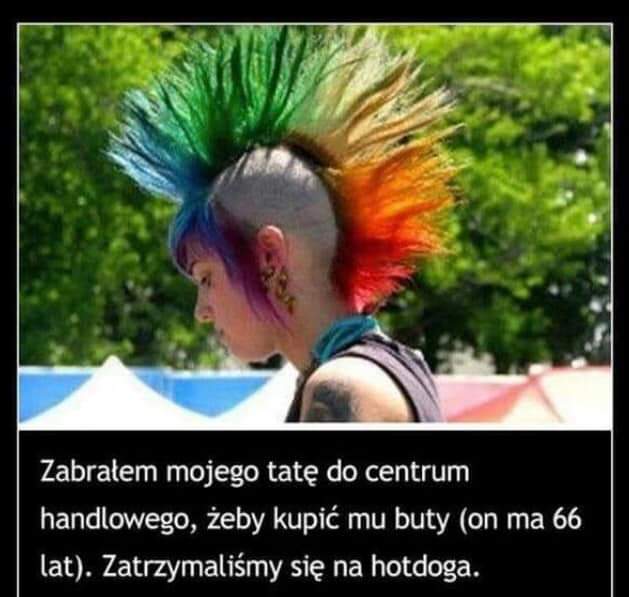 Zabrałem mojego tatę do centrum
handlowego, żeby kupić mu buty (on ma 66
lat). Zatrzymaliśmy się na hotdoga.